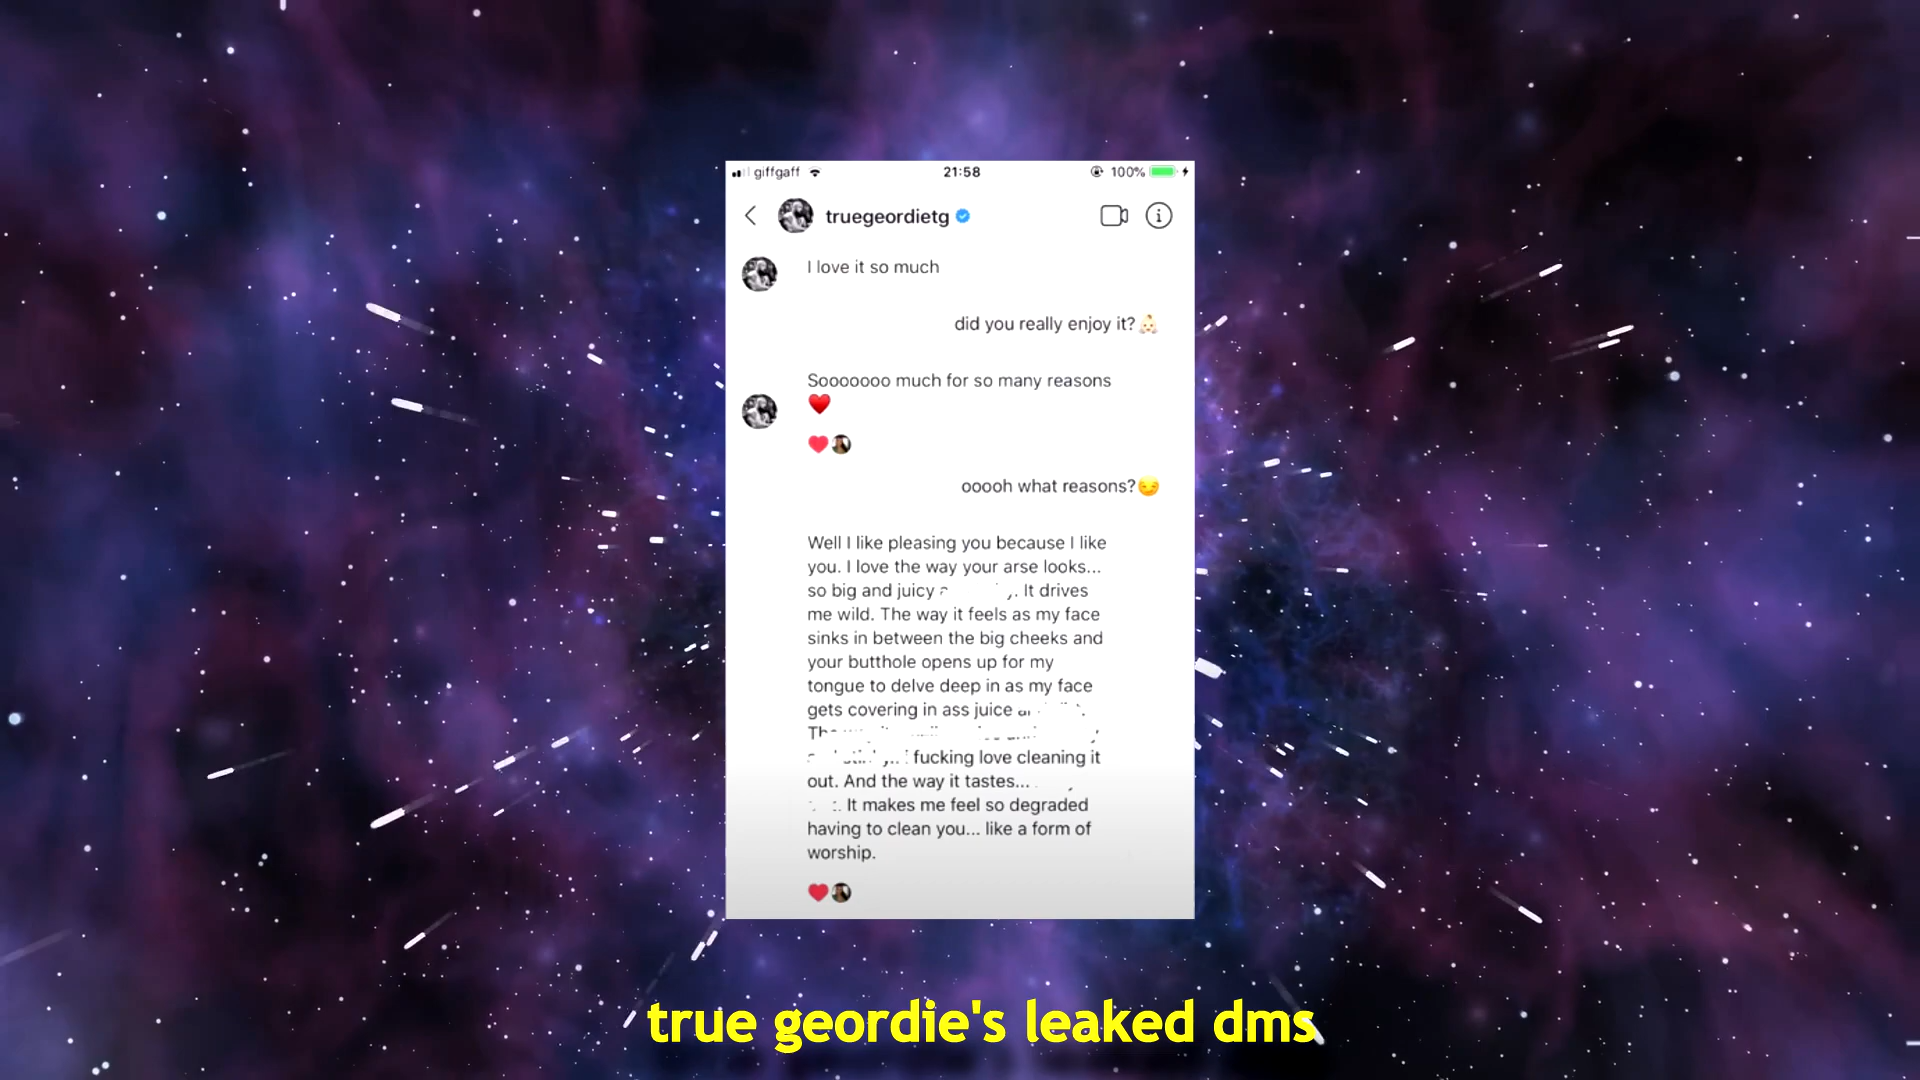 giffgaff 21:58 100%
truegeordietg
I love it so much
did you really enjoy it?
Sooooooo much for so many reasons
ooooh what reasons?
Well I like pleasing you because I like
you. I love the way your arse looks...
so big and juicy . It drives
me wild. The way it feels as my face
sinks in between the big cheeks and
your butthole opens up for my
tongue to delve deep in as my face
gets covering in ass juice
fucking love cleaning it
out. And the way it tastes...
. It makes me feel so degraded
having to clean you... like a form of
worship.
true geordie's leaked dms